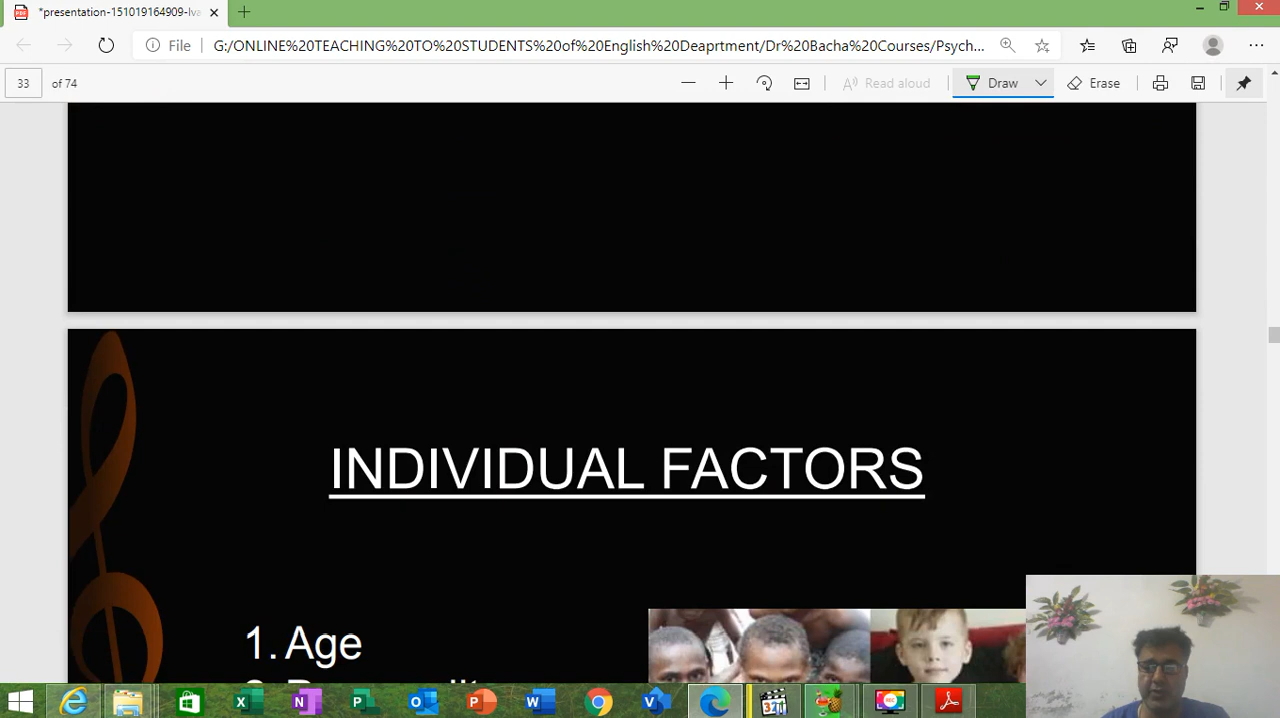 *presentation-151019164909-lva
File
G:/ONLINE%20TEACHING%20TO%20STUDENTS%20of%20English%20Deaprtment/Dr%20Bacha%20Courses/Psych...
33 of 74
Read aloud
Draw
Erase
INDIVIDUAL FACTORS
1. Age